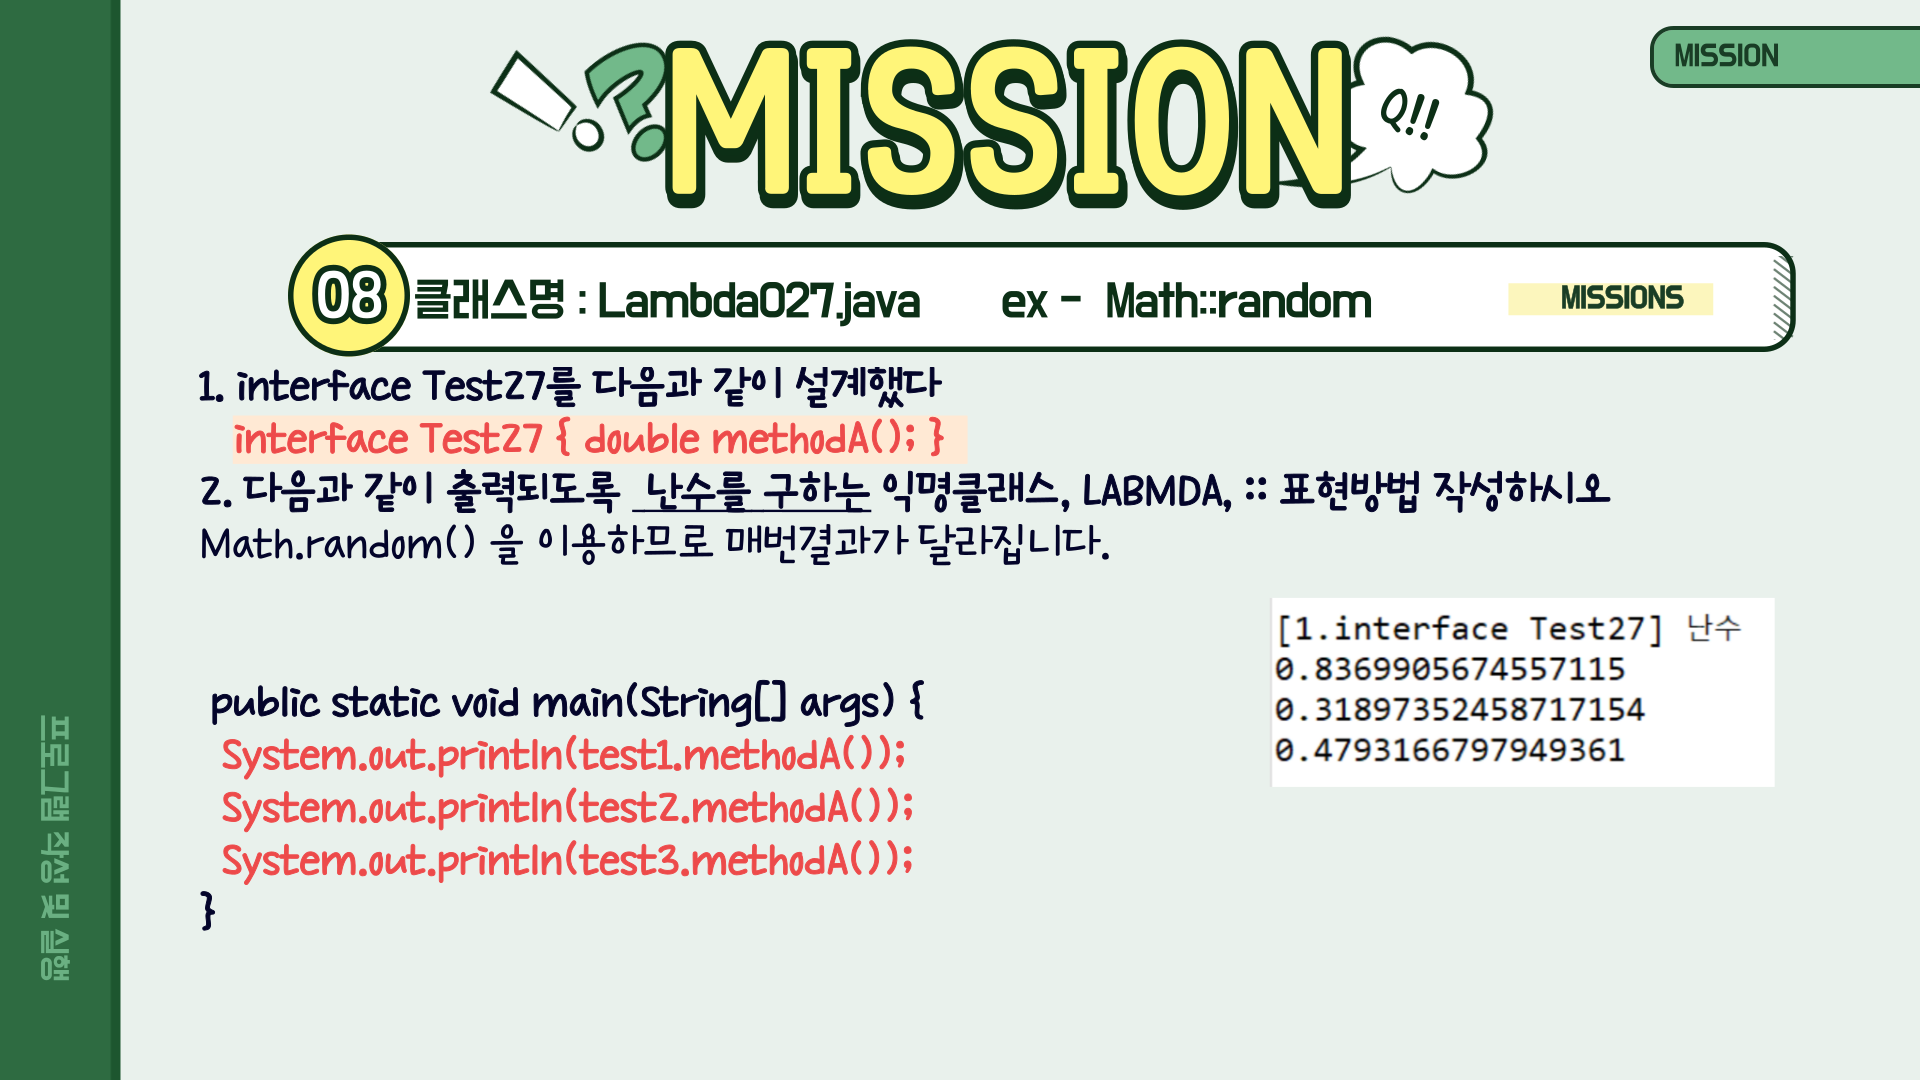 MISSION
!?
MISSION
Q!!
08
클래스명 : Lambda027.java ex - Math::random
MISSIONS
1. interface Test27를 다음과 같이 설계했다
interface Test27 { double methodA(); }
2. 다음과 같이 출력되도록 난수를 구하는 익명클래스, LABMDA, :: 표현방법 작성하시오
Math.random() 을 이용하므로 매번결과가 달라집니다.
[1.interface Test27] 난수
0.8369905674557115
0.31897352458717154
0.4793166797949361
public static void main(String[] args) {
System.out.println(test1.methodA());
System.out.println(test2.methodA());
System.out.println(test3.methodA());
}
프로그램 작성 및 실행